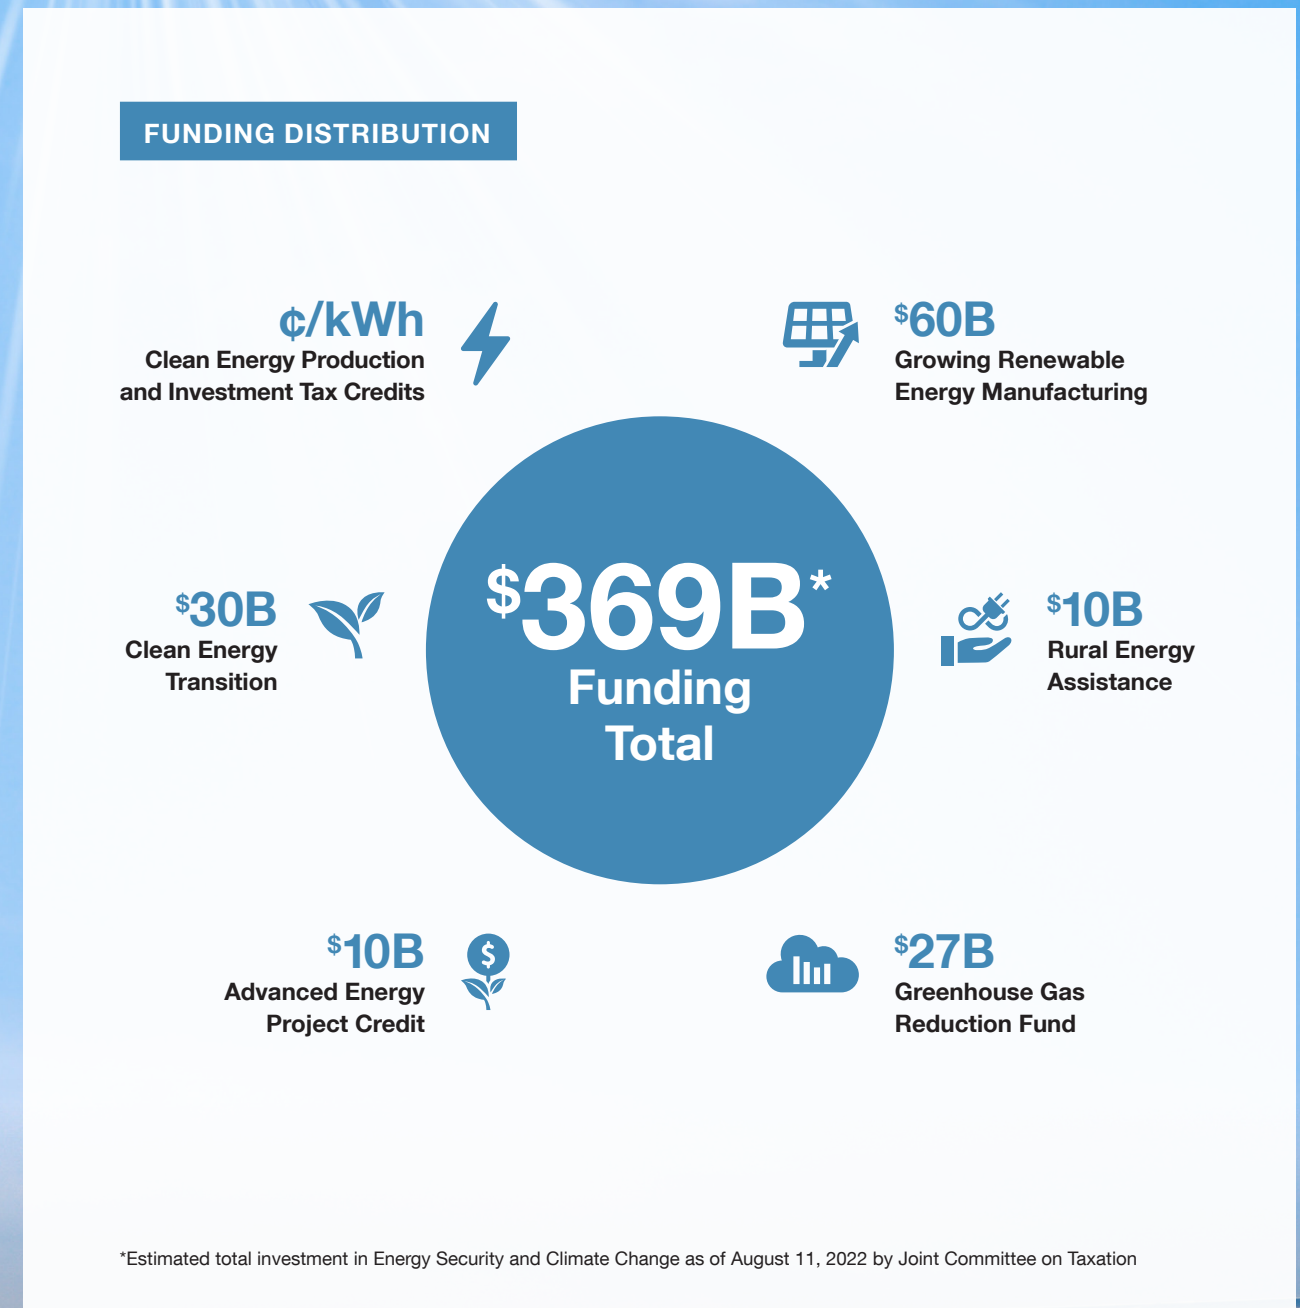 FUNDING DISTRIBUTION
¢/kWh
Clean Energy Production
and Investment Tax Credits
$60B
Growing Renewable
Energy Manufacturing
$30B
Clean Energy
Transition
$369B*
Funding
Total
$10B
Rural Energy
Assistance
$10B
Advanced Energy
Project Credit
$
$27B
Greenhouse Gas
Reduction Fund
*Estimated total investment in Energy Security and Climate Change as of August 11, 2022 by Joint Committee on Taxation